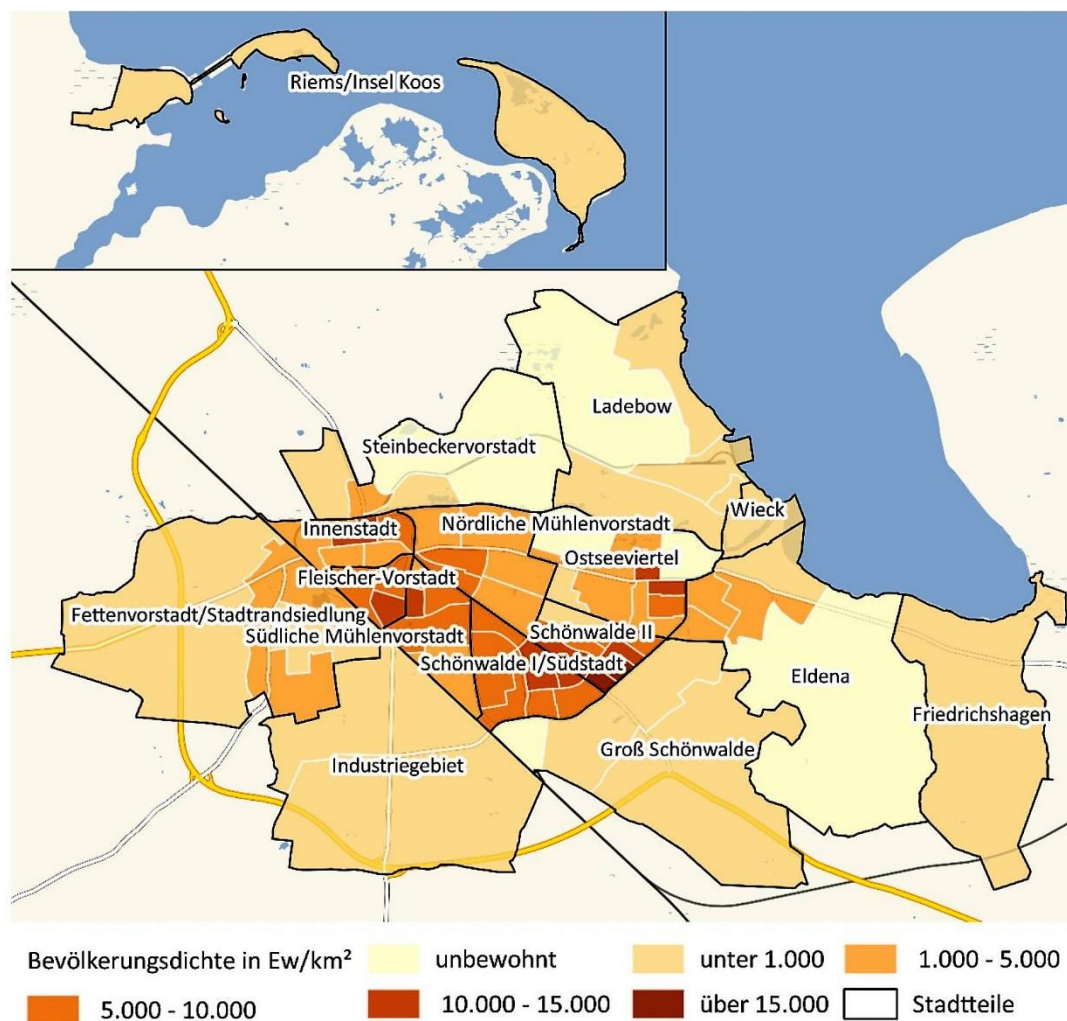 Riems/Insel Koos
Ladebow
Steinbeckervorstadt
Wieck
Nördliche Mühlenvorstadt
Innenstadt
Ostseeviertel
Fleischer-Vorstadt
Fettenvorstadt/Stadtrandsiedlung
Schönwalde II
Südliche Mühlenvorstadt
Schönwalde I/Südstadt
Eldena
Friedrichshagen
Groß Schönwalde
Industriegebiet
Bevölkerungsdichte in Ew/km²
unbewohnt
unter 1.000
1.000 - 5.000
5.000 - 10.000
10.000 - 15.000
über 15.000
Stadtteile